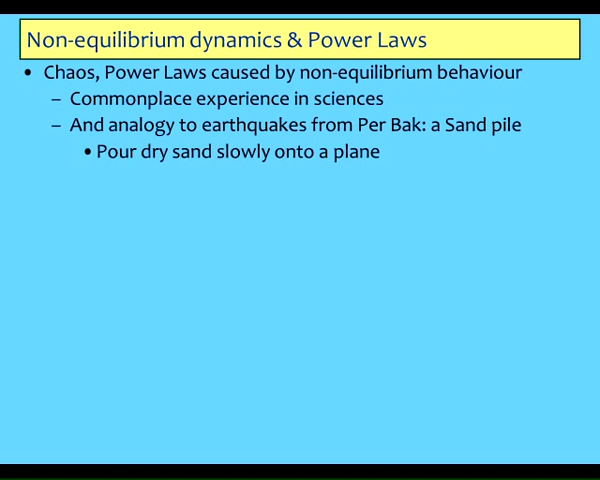 Non-equilibrium dynamics & Power Laws
• Chaos, Power Laws caused by non-equilibrium behaviour
– Commonplace experience in sciences
– And analogy to earthquakes from Per Bak: a Sand pile
• Pour dry sand slowly onto a plane